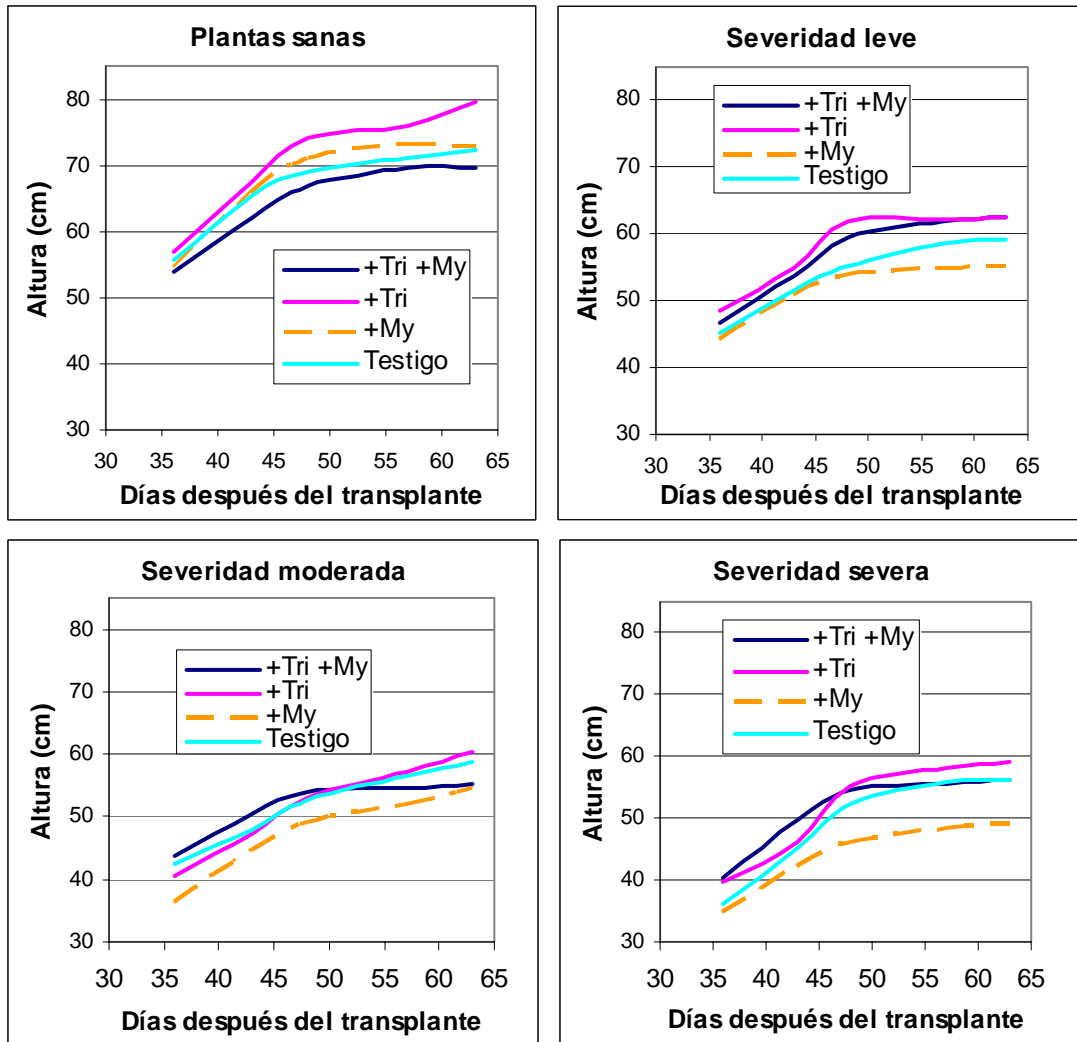 Plantas sanas
80
70
60
50
40
30
30 35 40 45 50 55 60 65
Altura (cm)
Días después del transplante
+Tri +My
+Tri
+My
Testigo
Severidad leve
80
70
60
50
40
30
30 35 40 45 50 55 60 65
Altura (cm)
Días después del transplante
+Tri +My
+Tri
+My
Testigo
Severidad moderada
80
70
60
50
40
30
30 35 40 45 50 55 60 65
Altura (cm)
Días después del transplante
+Tri +My
+Tri
+My
Testigo
Severidad severa
80
70
60
50
40
30
30 35 40 45 50 55 60 65
Altura (cm)
Días después del transplante
+Tri +My
+Tri
+My
Testigo